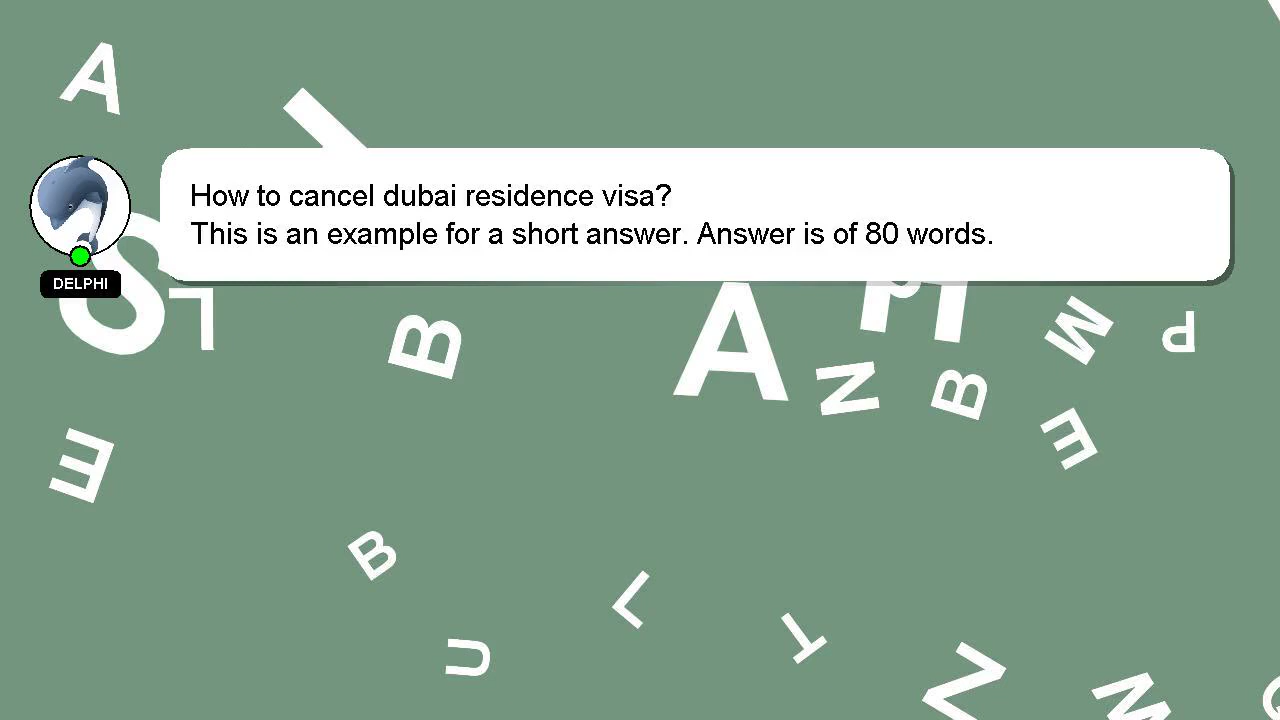 A
How to cancel dubai residence visa?
This is an example for a short answer. Answer is of 80 words.
DELPHI
S
L
B
A
N
B
M
P
E
E
B
L
U
T
Z
M